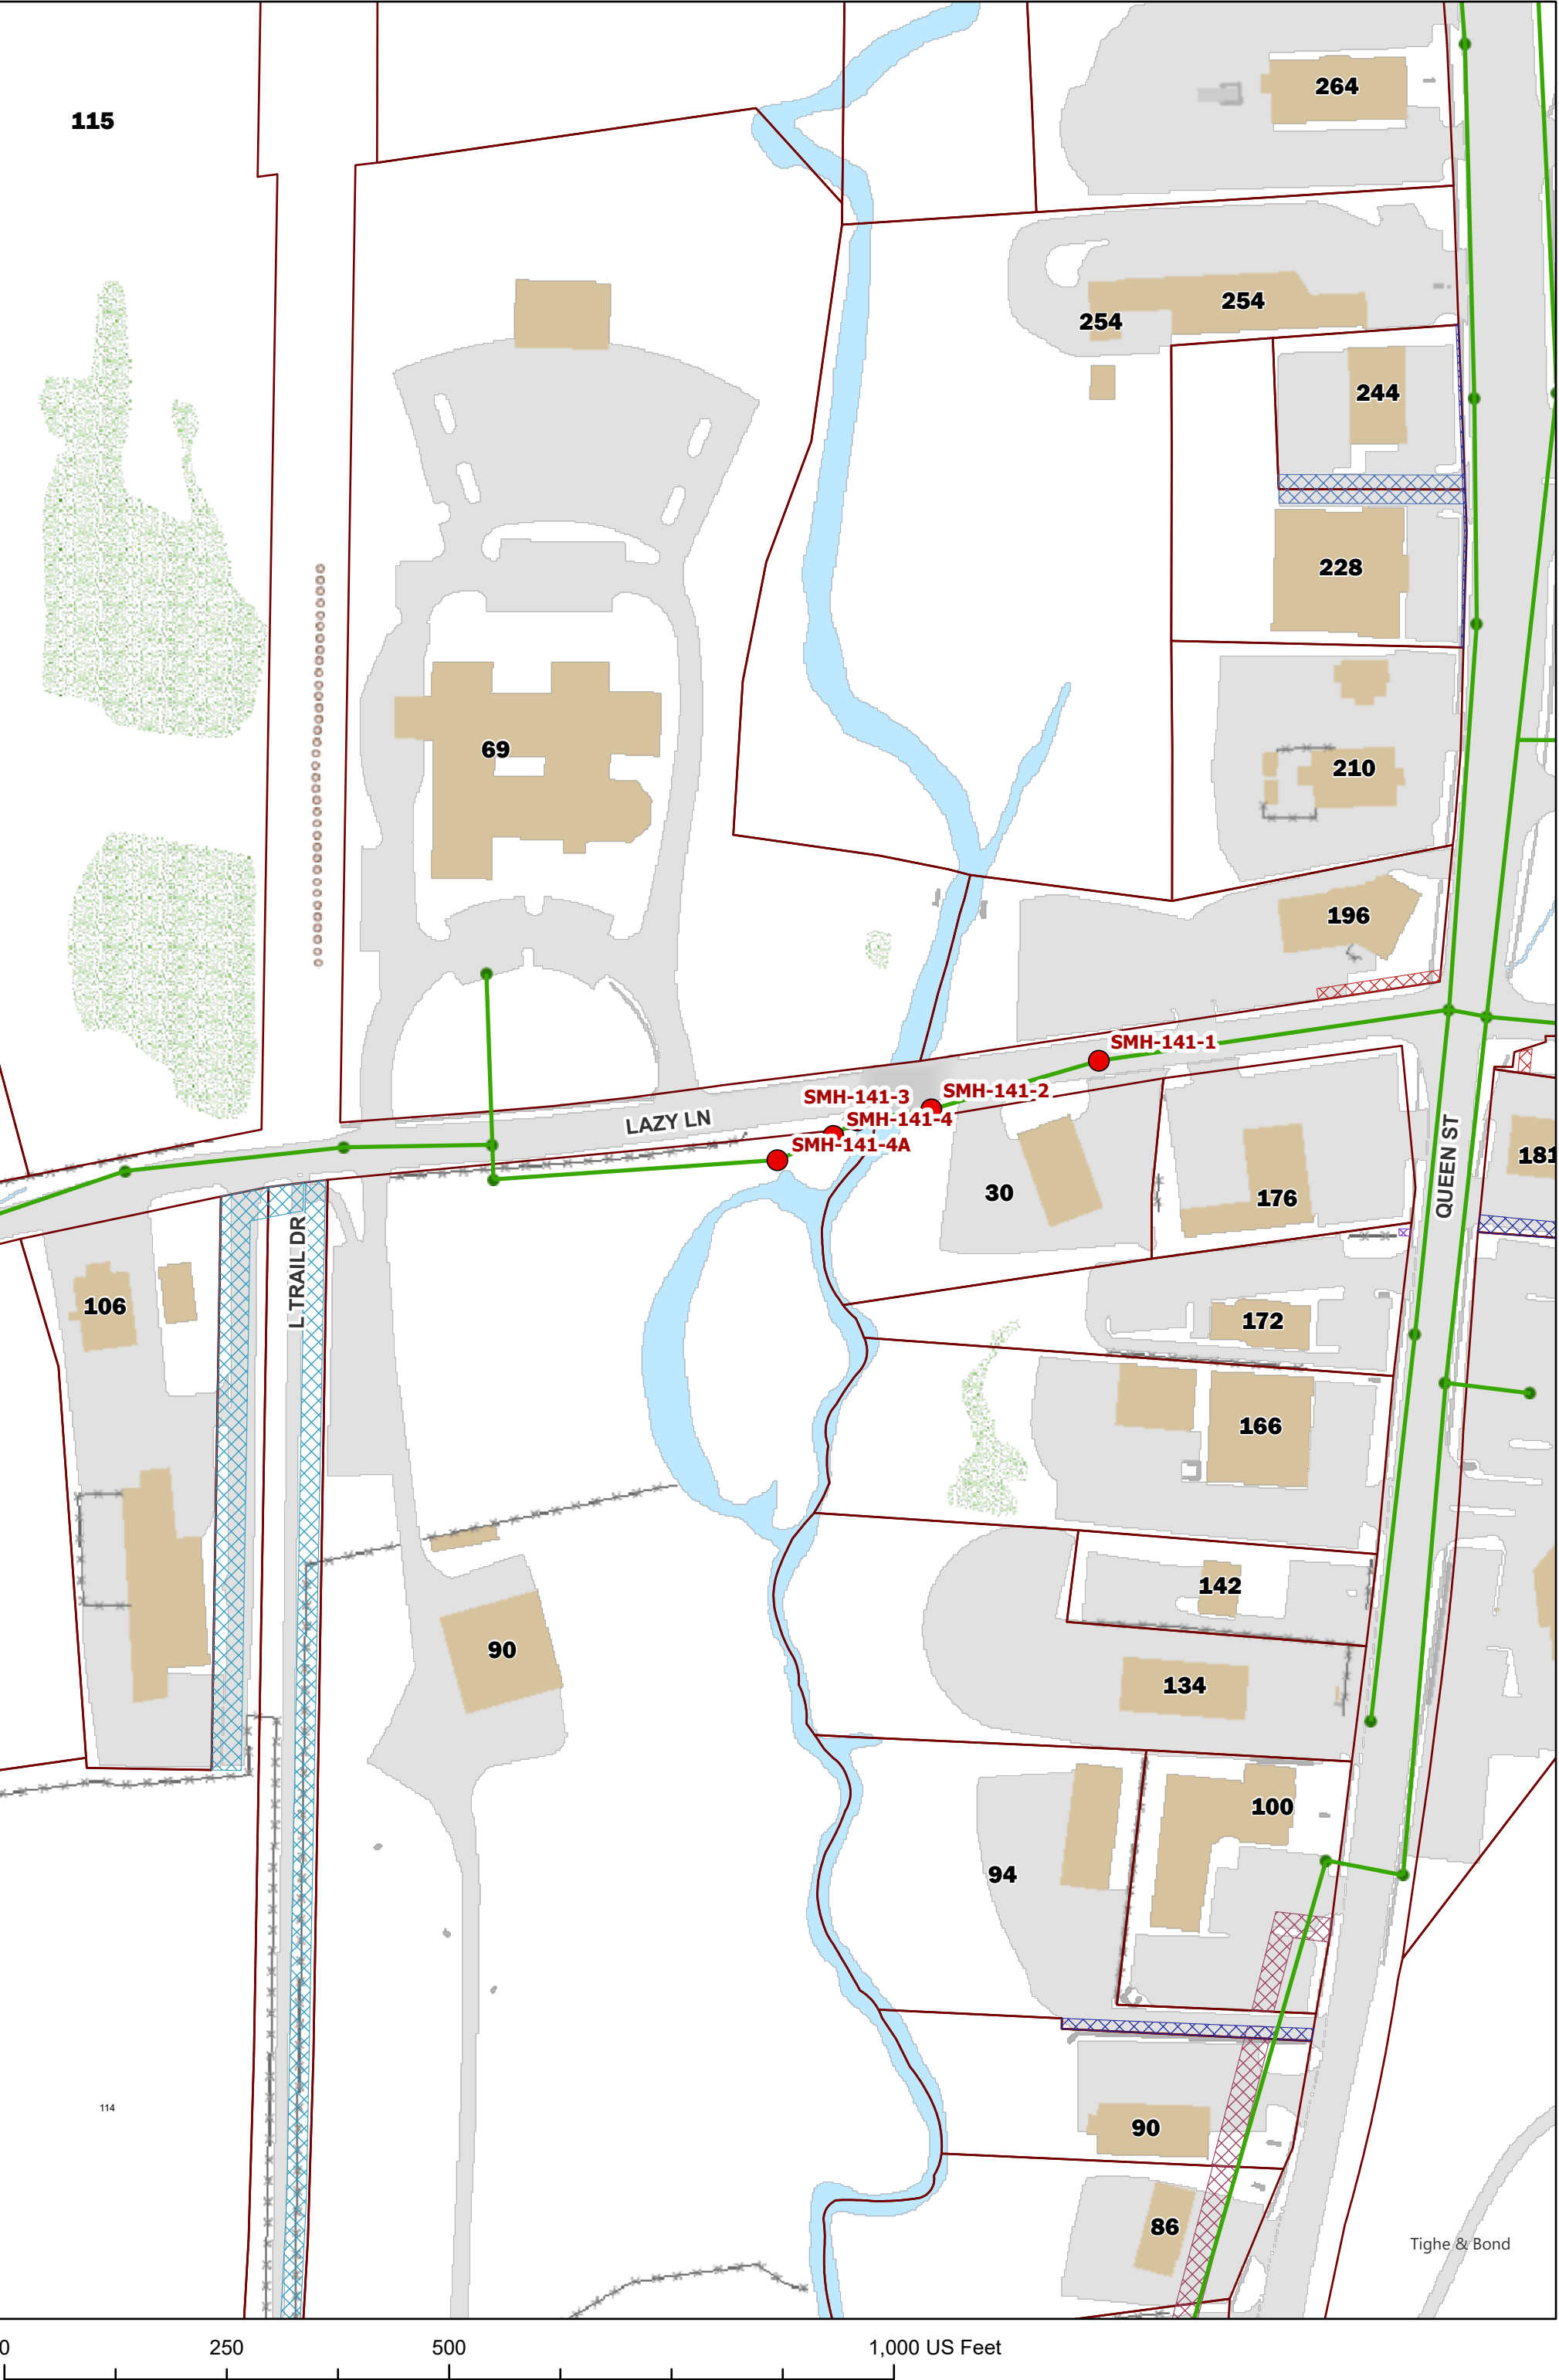 264
115
254
254
244
228
69
210
196
SMH-141-1
SMH-141-2
SMH-141-3
SMH-141-4
SMH-141-4A
LAZY LN
QUEEN ST
181
30
176
L TRAIL DR
106
172
166
142
90
134
100
94
114
90
86
Tighe & Bond
0 250 500 1,000 US Feet